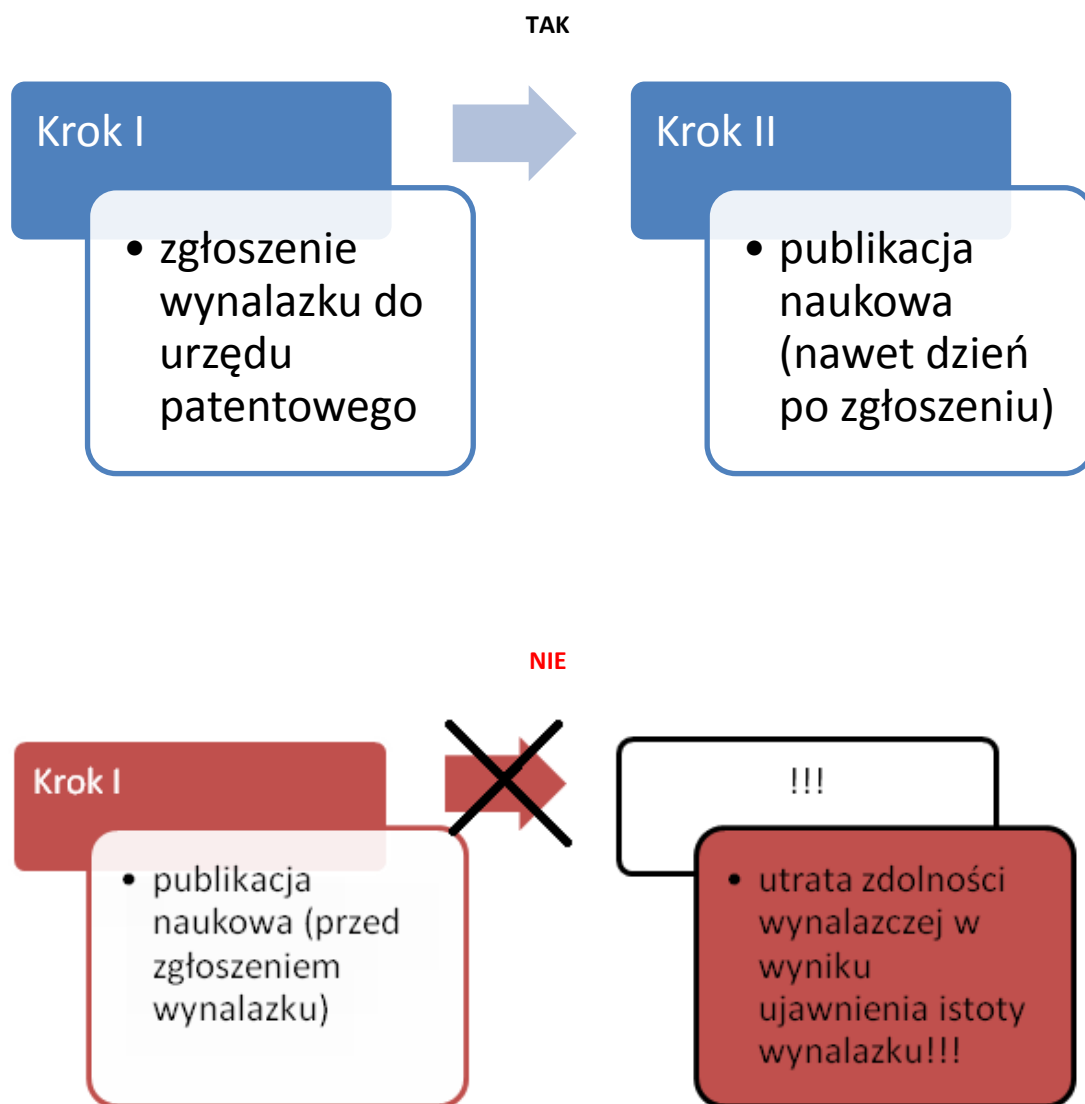 TAK
Krok I
• zgłoszenie
wynalazku do
urzędu
patentowego
Krok II
• publikacja
naukowa
(nawet dzień
po zgłoszeniu)
NIE
Krok I
• publikacja
naukowa (przed
zgłoszeniem
wynalazku)
!!!
• utrata zdolności
wynalazczej w
wyniku
ujawnienia istoty
wynalazku!!!